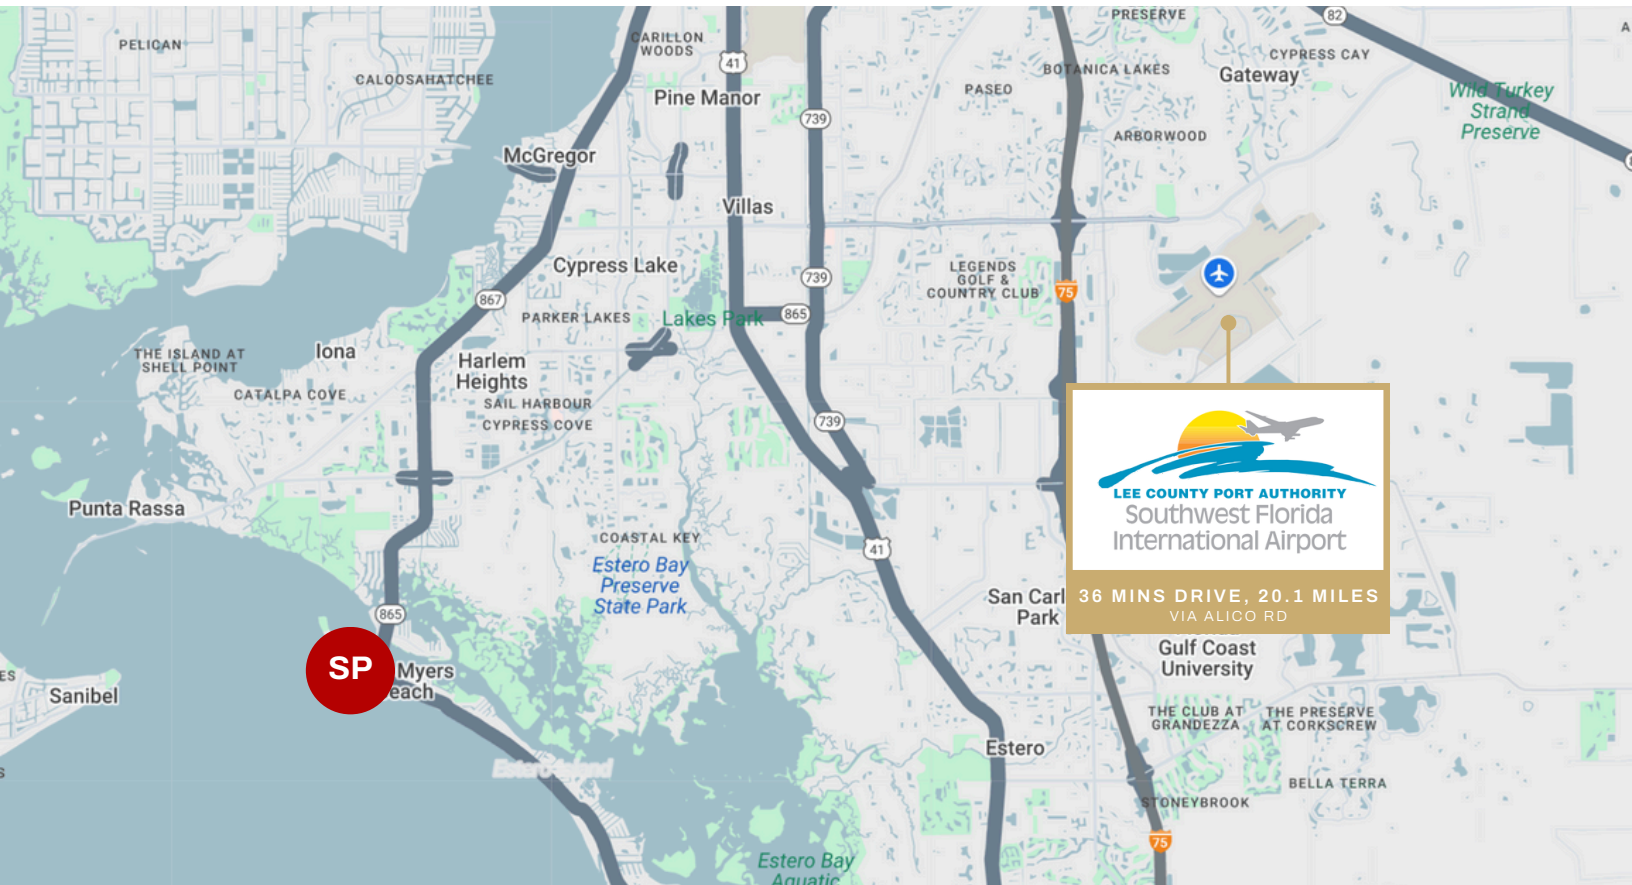 PRESERVE
82
PELICAN
CARILLON
WOODS
CYPRESS CAY
41
BOTANICA LAKES
Gateway
CALOOSAHATCHEE
PASEO
Wild Turkey
Strand
Preserve
Pine Manor
739
ARBORWOOD
McGregor
Villas
Cypress Lake
LEGENDS
GOLF &
COUNTRY CLUB
739
75
867
PARKER LAKES
Lakes Park
865
THE ISLAND AT
SHELL POINT
Iona
Harlem
Heights
CATALPA COVE
SAIL HARBOUR
CYPRESS COVE
739
LEE COUNTY PORT AUTHORITY
Southwest Florida
International Airport
36 MINS DRIVE, 20.1 MILES
VIA ALICO RD
Punta Rassa
COASTAL KEY
41
Estero Bay
Preserve
State Park
San Carl
Park
865
SP
Myers
each
Gulf Coast
University
ES
Sanibel
THE CLUB AT
GRANDEZZA
THE PRESERVE
AT CORKSCREW
Estero
S
BELLA TERRA
STONEYBROOK
75
Estero Bay
Aquatic